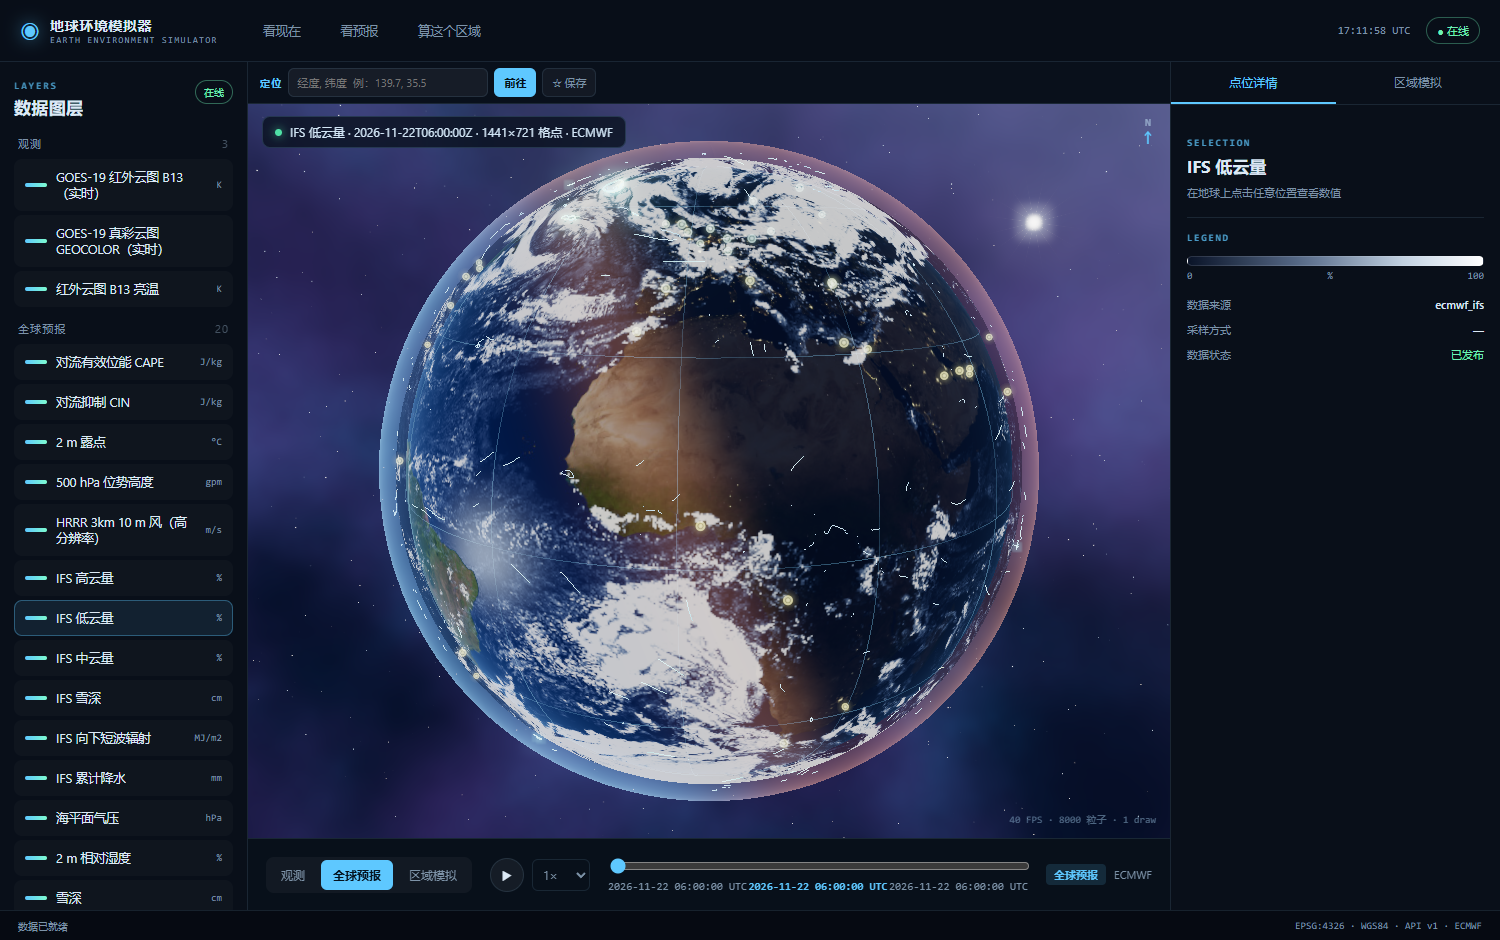 地球环境模拟器
EARTH ENVIRONMENT SIMULATOR
看现在
看预报
算这个区域
17:11:58 UTC
在线
LAYERS
数据图层
在线
观测
3
GOES-19 红外云图 B13
（实时）
K
GOES-19 真彩云图
GEOCOLOR（实时）
红外云图 B13 亮温
K
全球预报
20
对流有效位能 CAPE
J/kg
对流抑制 CIN
J/kg
2 m 露点
°C
500 hPa 位势高度
gpm
HRRR 3km 10 m 风（高
分辨率）
m/s
IFS 高云量
%
IFS 低云量
%
IFS 中云量
%
IFS 雪深
cm
IFS 向下短波辐射
MJ/m2
IFS 累计降水
mm
海平面气压
hPa
2 m 相对湿度
%
雪深
cm
定位
经度, 纬度 例：139.7, 35.5
前往
☆ 保存
IFS 低云量 · 2026-11-22T06:00:00Z · 1441×721 格点 · ECMWF
N
40 FPS · 8000 粒子 · 1 draw
观测
全球预报
区域模拟
1×
2026-11-22 06:00:00 UTC
2026-11-22 06:00:00 UTC
2026-11-22 06:00:00 UTC
全球预报
ECMWF
点位详情
区域模拟
SELECTION
IFS 低云量
在地球上点击任意位置查看数值
LEGEND
0
%
100
数据来源
ecmwf_ifs
采样方式
—
数据状态
已发布
数据已就绪
EPSG:4326 · WGS84 · API v1 · ECMWF